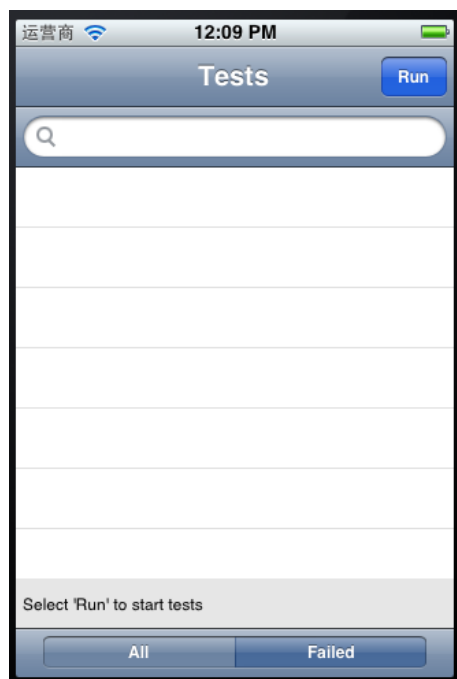 运营商 12:09 PM
Tests Run
Select 'Run' to start tests
All Failed